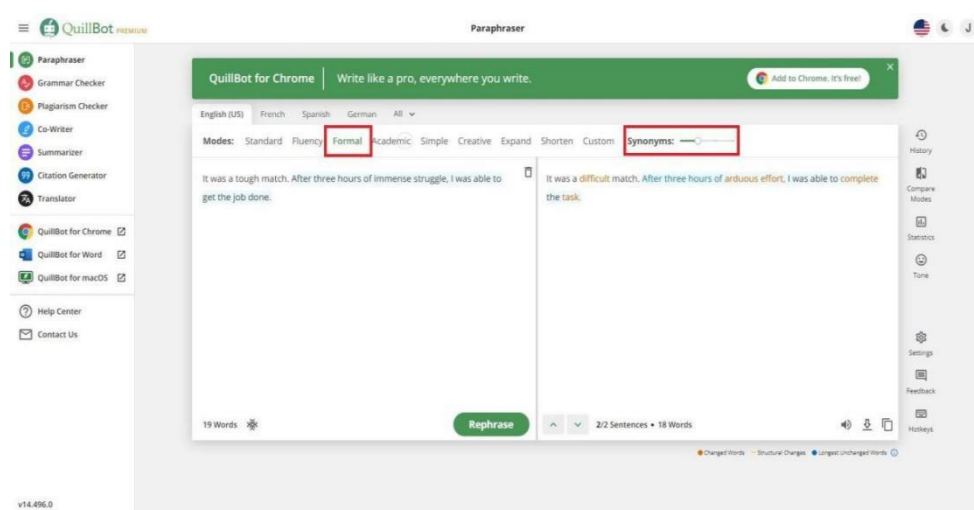 QuillBot PREMIUM
Paraphraser
J
Paraphraser
Grammar Checker
Plagiarism Checker
Co-Writer
Summarizer
Citation Generator
Translator
QuillBot for Chrome
QuillBot for Word
QuillBot for macOS
Help Center
Contact Us
v14.496.0
QuillBot for Chrome Write like a pro, everywhere you write. Add to Chrome. It's free!
English (US) French Spanish German All
Modes: Standard Fluency Formal Academic Simple Creative Expand Shorten Custom Synonyms:
It was a tough match. After three hours of immense struggle, I was able to
get the job done.
19 Words
Rephrase
It was a difficult match. After three hours of arduous effort, I was able to complete
the task.
2/2 Sentences • 18 Words
Changed Words Structural Changes Longest Unchanged Words
History
Compare
Modes
Statistics
Tone
Settings
Feedback
Hotkeys